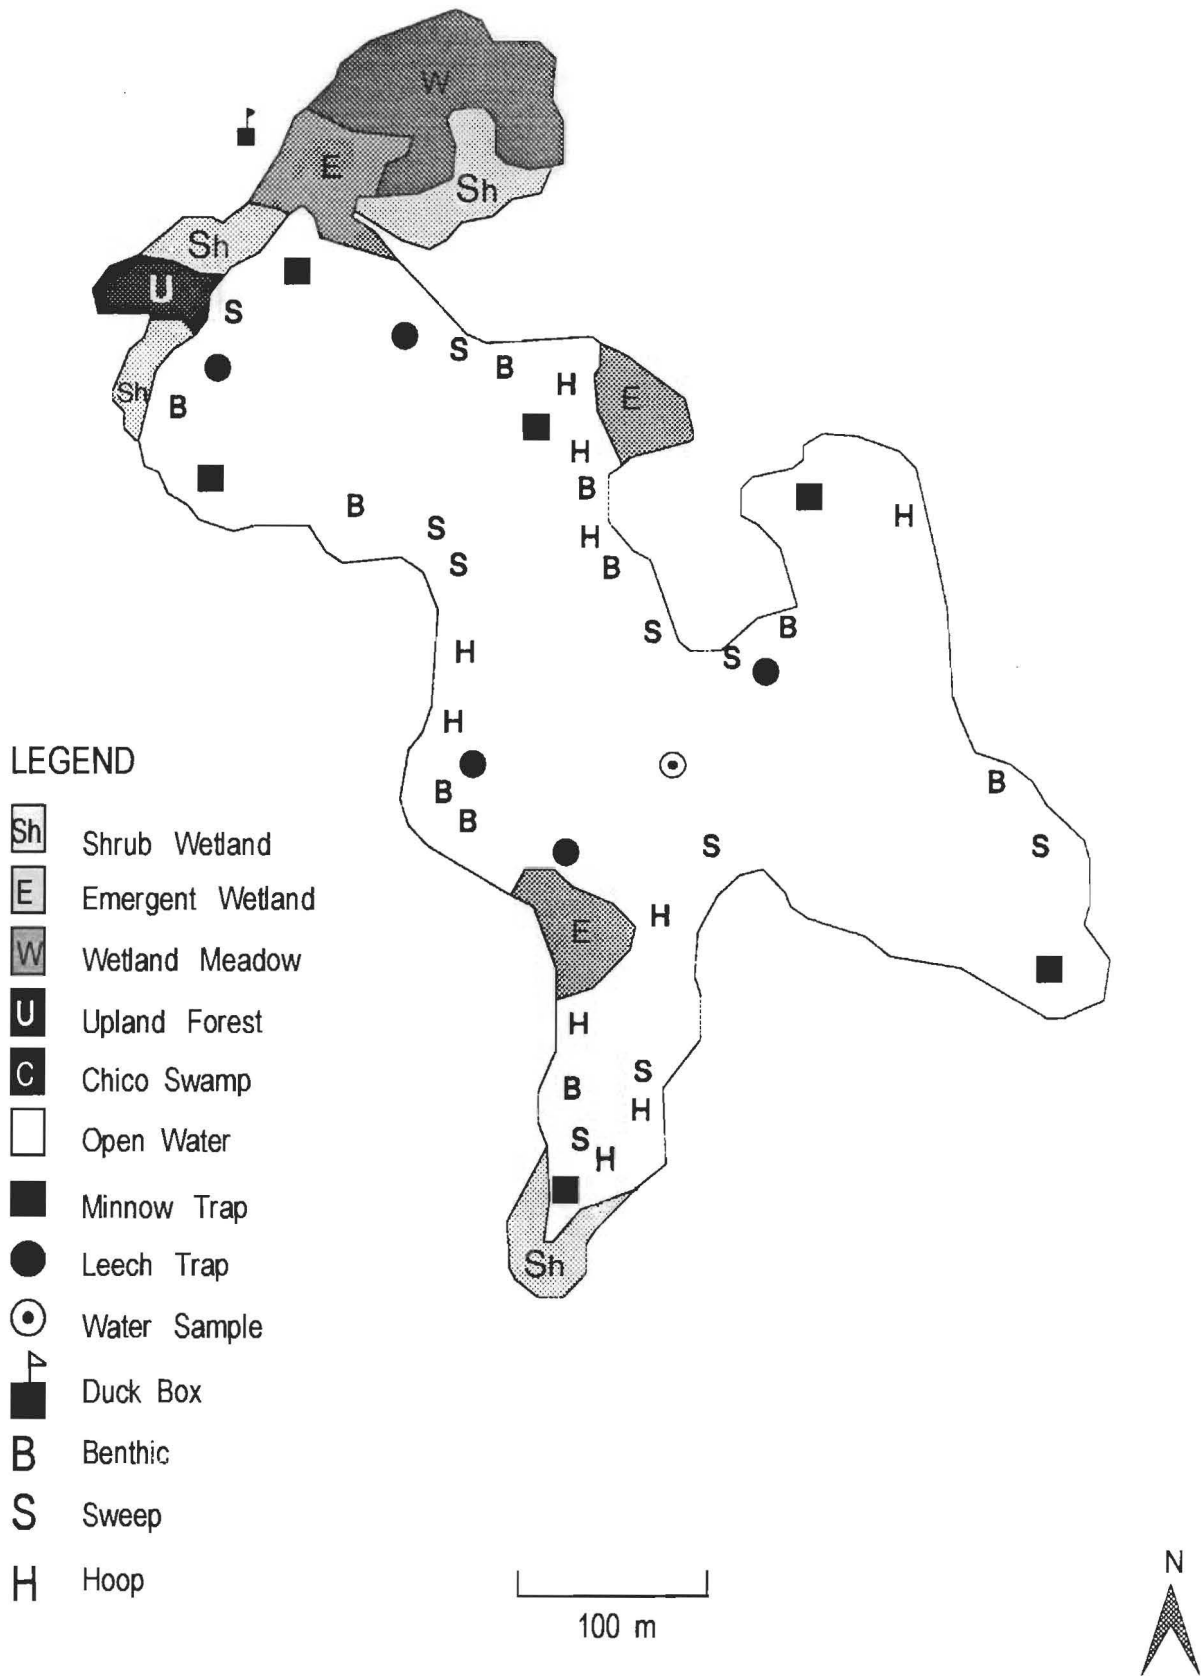 W
E
Sh
Sh
U
S
S
B
H
E
Sh
B
H
B
B
H
S
H
S
B
S
B
S
H
H
B
B
B
S
S
H
E
H
S
B
H
S
H
Sh
LEGEND
Sh Shrub Wetland
E Emergent Wetland
W Wetland Meadow
U Upland Forest
C Chico Swamp
Open Water
Minnow Trap
Leech Trap
Water Sample
Duck Box
B Benthic
S Sweep
H Hoop
100 m
N